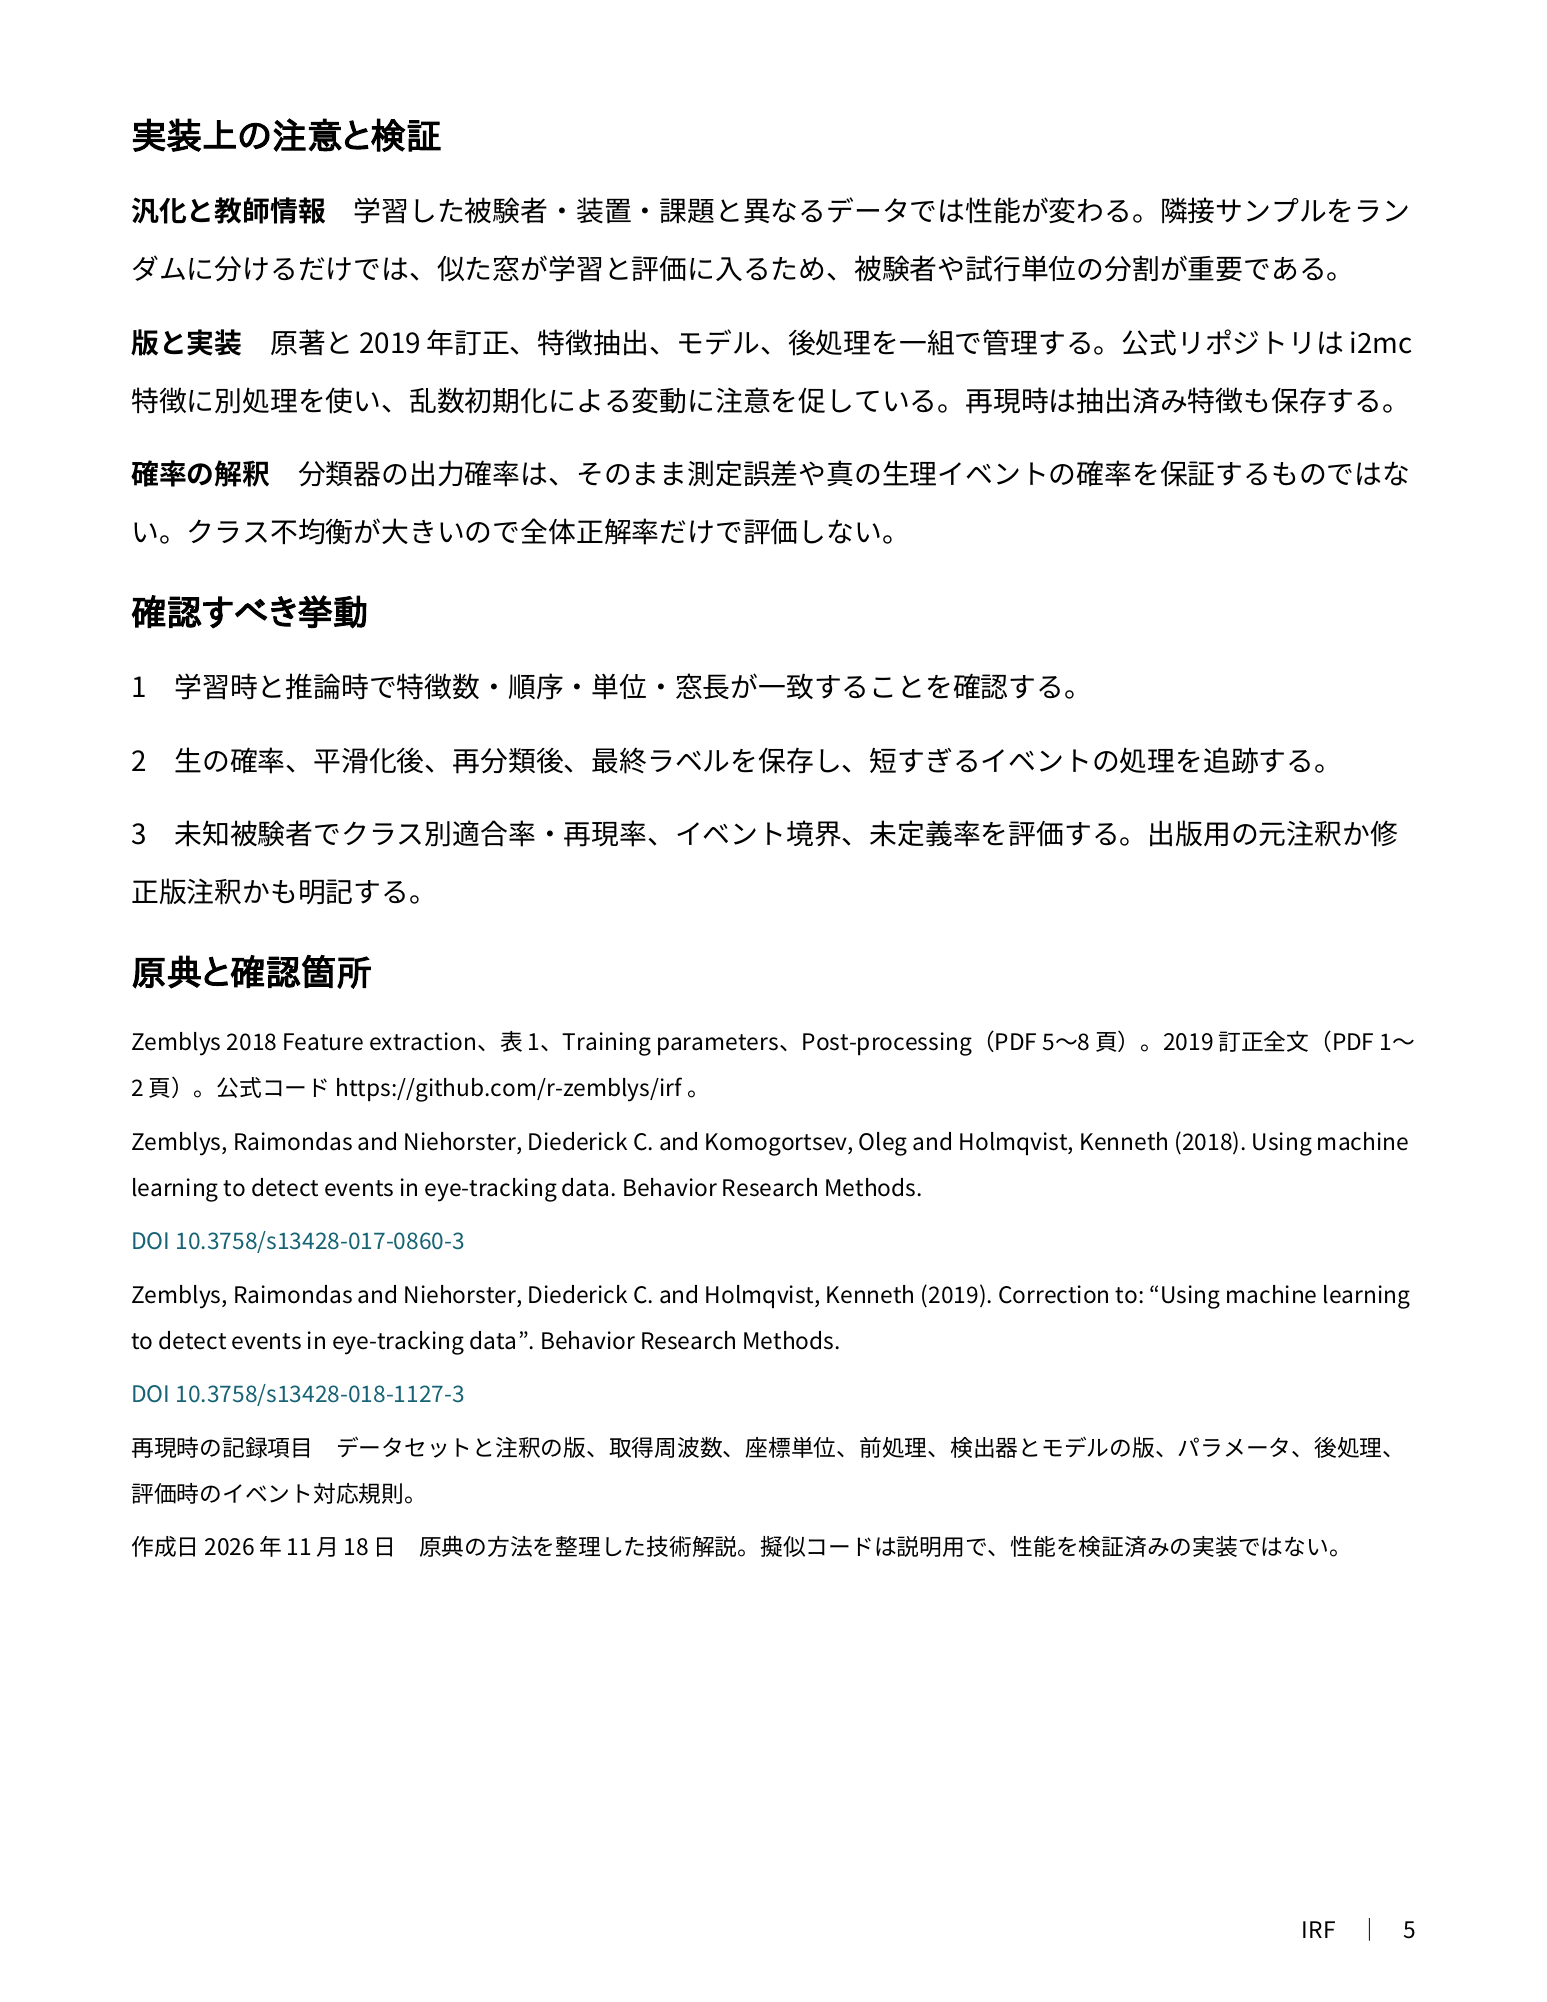 実装上の注意と検証
汎化と教師情報　学習した被験者・装置・課題と異なるデータでは性能が変わる。隣接サンプルをラン
ダムに分けるだけでは、似た窓が学習と評価に入るため、被験者や試行単位の分割が重要である。
版と実装　原著と 2019 年訂正、特徴抽出、モデル、後処理を一組で管理する。公式リポジトリは i2mc
特徴に別処理を使い、乱数初期化による変動に注意を促している。再現時は抽出済み特徴も保存する。
確率の解釈　分類器の出力確率は、そのまま測定誤差や真の生理イベントの確率を保証するものではな
い。クラス不均衡が大きいので全体正解率だけで評価しない。
確認すべき挙動
1　学習時と推論時で特徴数・順序・単位・窓長が一致することを確認する。
2　生の確率、平滑化後、再分類後、最終ラベルを保存し、短すぎるイベントの処理を追跡する。
3　未知被験者でクラス別適合率・再現率、イベント境界、未定義率を評価する。出版用の元注釈か修
正版注釈かも明記する。
原典と確認箇所
Zemblys 2018 Feature extraction、表 1、Training parameters、Post-processing（PDF 5〜8 頁）。2019 訂正全文（PDF 1〜
2 頁）。公式コード https://github.com/r-zemblys/irf 。
Zemblys, Raimondas and Niehorster, Diederick C. and Komogortsev, Oleg and Holmqvist, Kenneth (2018). Using machine
learning to detect events in eye-tracking data. Behavior Research Methods.
DOI 10.3758/s13428-017-0860-3
Zemblys, Raimondas and Niehorster, Diederick C. and Holmqvist, Kenneth (2019). Correction to: “Using machine learning
to detect events in eye-tracking data”. Behavior Research Methods.
DOI 10.3758/s13428-018-1127-3
再現時の記録項目　データセットと注釈の版、取得周波数、座標単位、前処理、検出器とモデルの版、パラメータ、後処理、
評価時のイベント対応規則。
作成日 2026 年 11 月 18 日　原典の方法を整理した技術解説。擬似コードは説明用で、性能を検証済みの実装ではない。
IRF ｜ 5